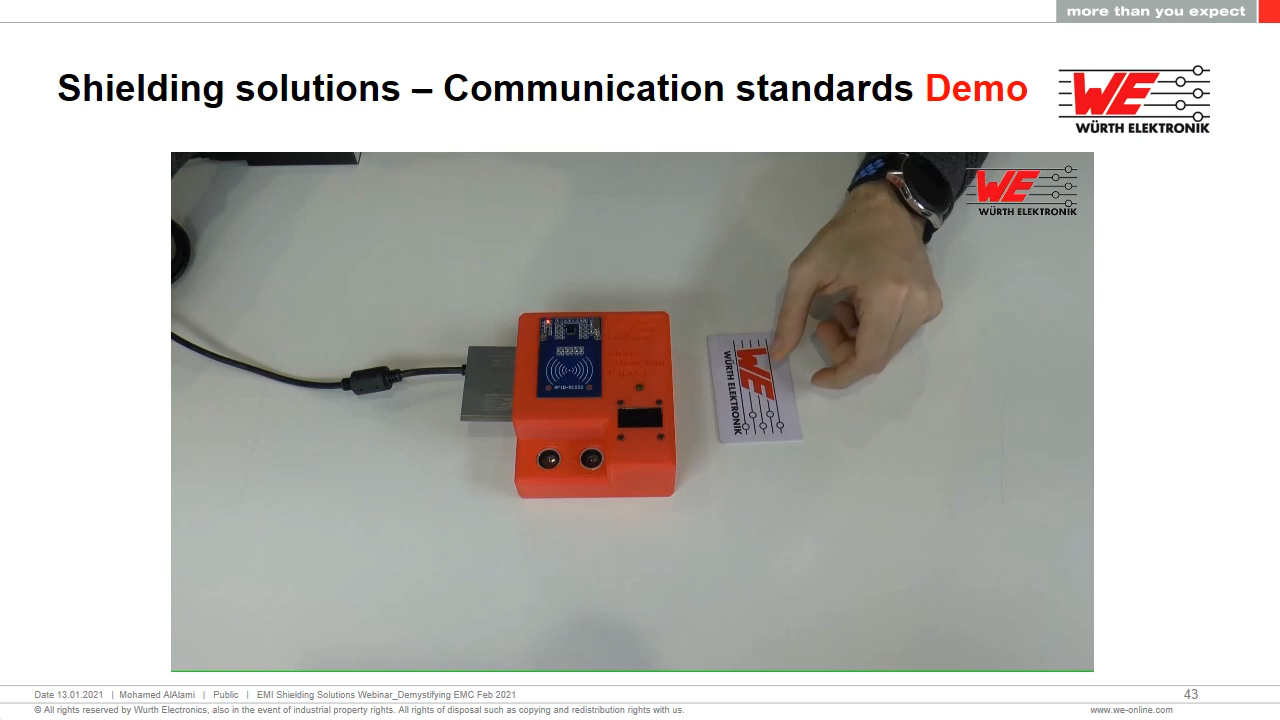 more than you expect
Shielding solutions – Communication standards Demo
WE
WÜRTH ELEKTRONIK
WE
WÜRTH ELEKTRONIK
RFID-RC522
WE
WÜRTH ELEKTRONIK
Date 13.01.2021 | Mohamed AlAlami | Public | EMI Shielding Solutions Webinar_Demystifying EMC Feb 2021
43
© All rights reserved by Wurth Electronics, also in the event of industrial property rights. All rights of disposal such as copying and redistribution rights with us.
www.we-online.com